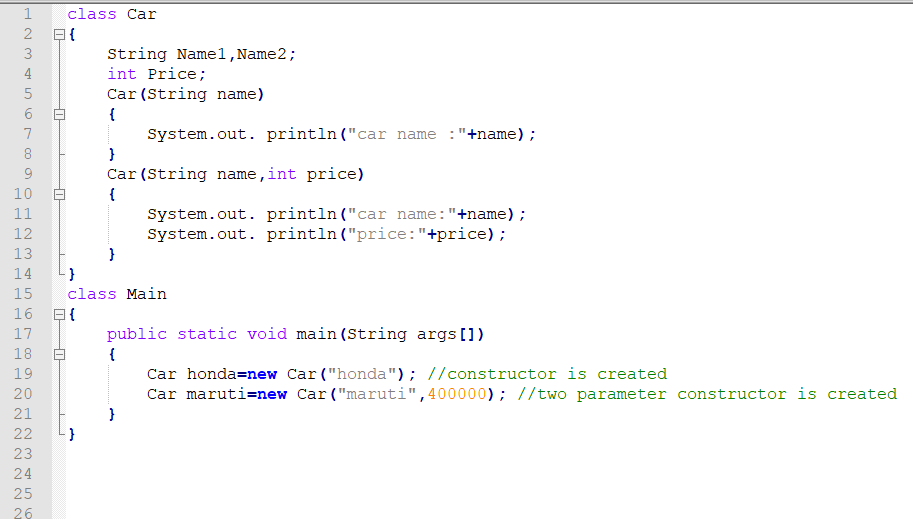 1 class Car
2 {
3 String Name1,Name2;
4 int Price;
5 Car(String name)
6 {
7 System.out. println("car name :"+name);
8 }
9 Car(String name,int price)
10 {
11 System.out. println("car name:"+name);
12 System.out. println("price:"+price);
13 }
14 }
15 class Main
16 {
17 public static void main(String args[])
18 {
19 Car honda=new Car("honda"); //constructor is created
20 Car maruti=new Car("maruti",400000); //two parameter constructor is created
21 }
22 }
23
24
25
26